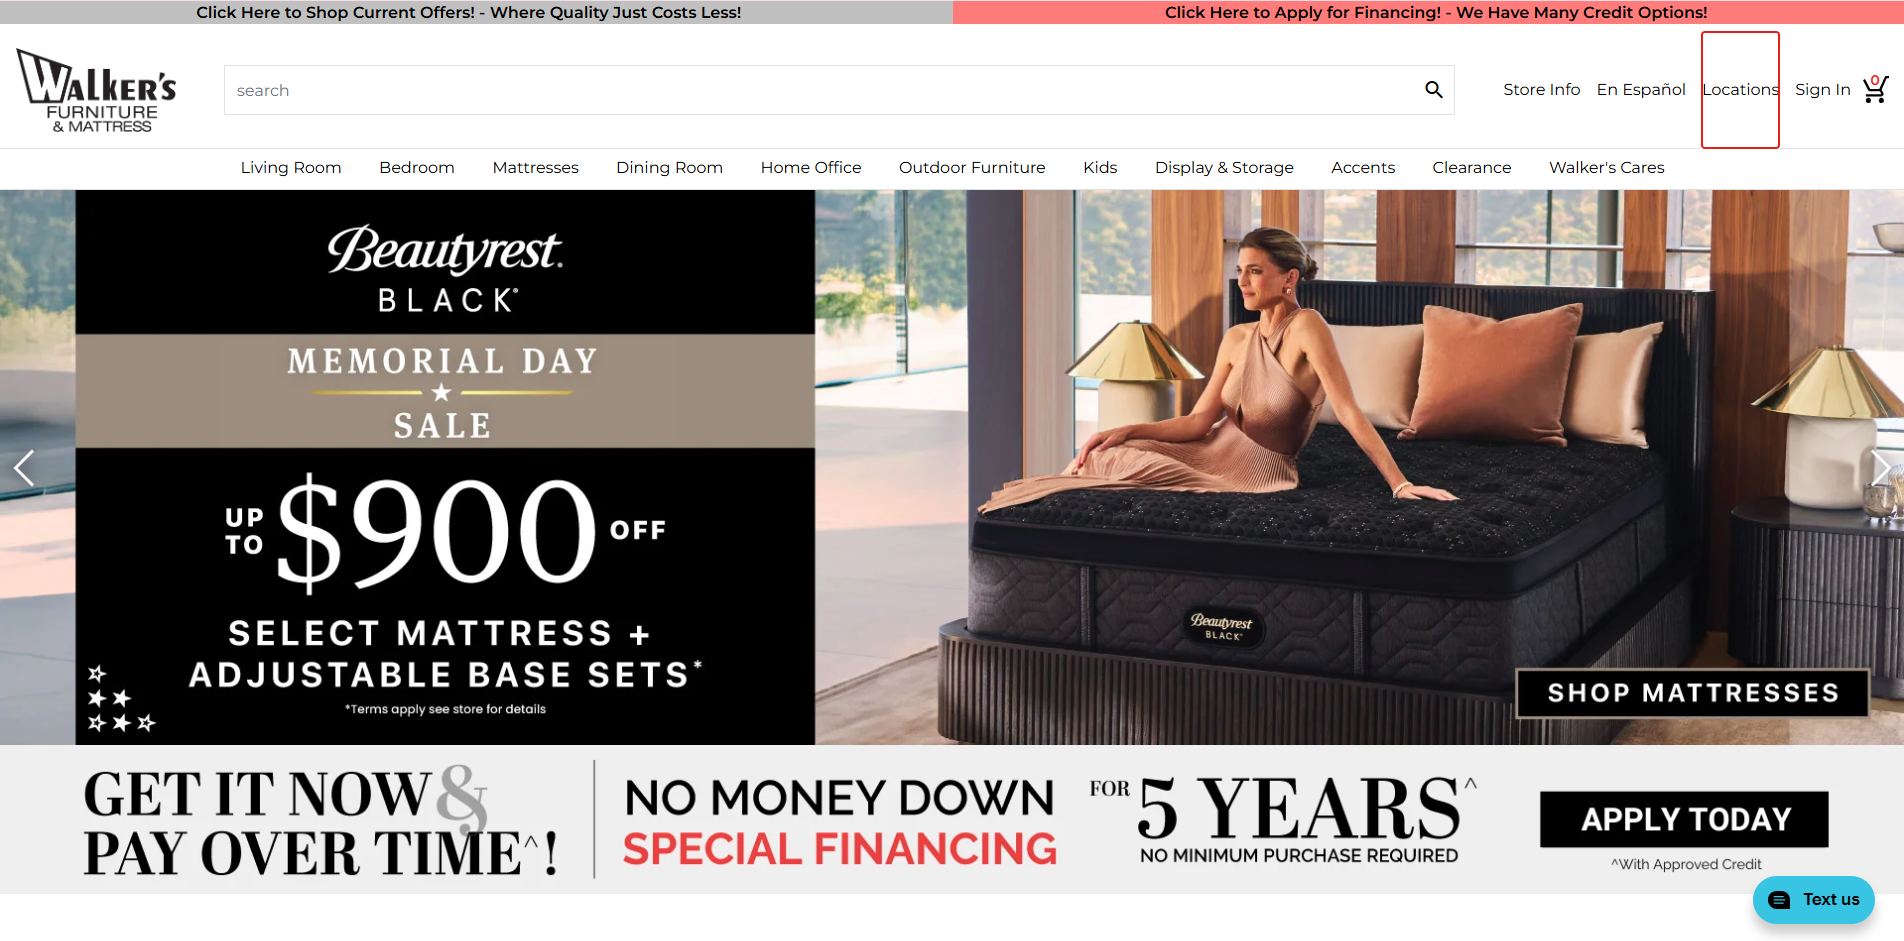 Click Here to Shop Current Offers! - Where Quality Just Costs Less!
Click Here to Apply for Financing! - We Have Many Credit Options!
WALKER'S
FURNITURE
& MATTRESS
search
Store Info
En Español
Locations
Sign In
0
Living Room
Bedroom
Mattresses
Dining Room
Home Office
Outdoor Furniture
Kids
Display & Storage
Accents
Clearance
Walker's Cares
Beautyrest®
BLACK®
MEMORIAL DAY
SALE
UP TO $900 OFF
SELECT MATTRESS +
ADJUSTABLE BASE SETS*
*Terms apply see store for details
Beautyrest
BLACK®
SHOP MATTRESSES
GET IT NOW &
PAY OVER TIME^!
NO MONEY DOWN
SPECIAL FINANCING
FOR 5 YEARS^
NO MINIMUM PURCHASE REQUIRED
APPLY TODAY
^With Approved Credit
Text us